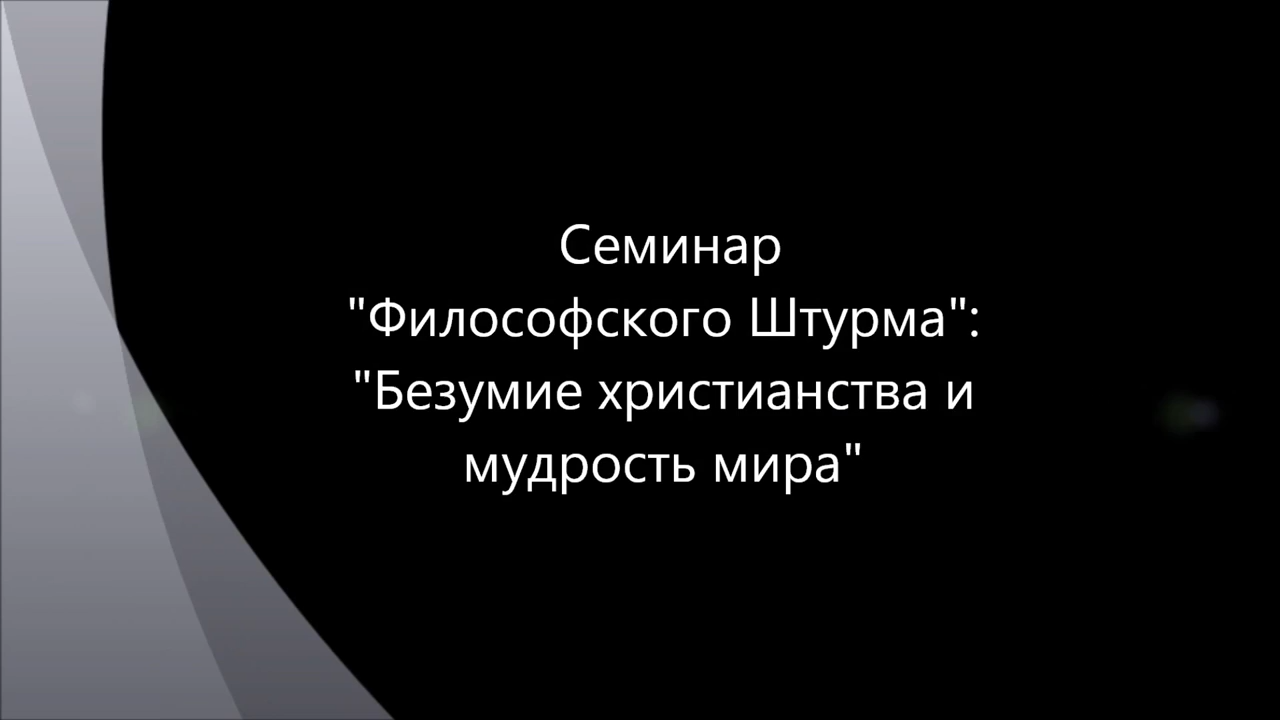 Семинар
"Философского Штурма":
"Безумие христианства и
мудрость мира"